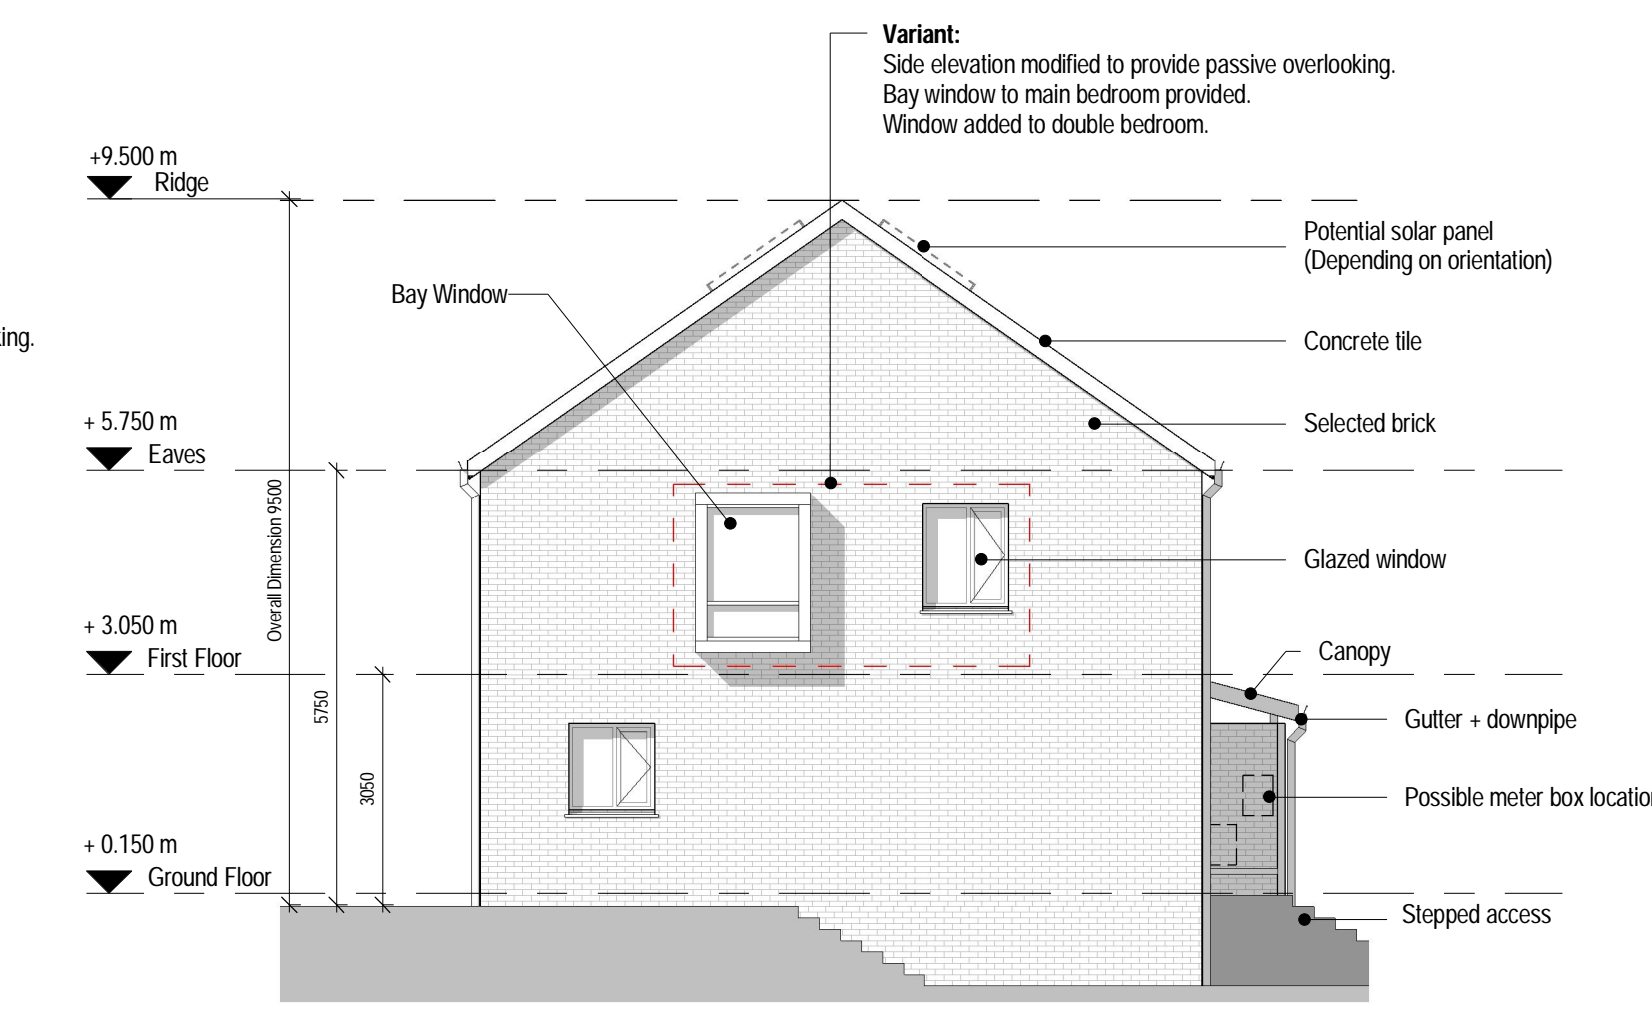 Variant:
Side elevation modified to provide passive overlooking.
Bay window to main bedroom provided.
Window added to double bedroom.
+9.500 m
Ridge
Potential solar panel
(Depending on orientation)
Bay Window
Concrete tile
+ 5.750 m
Eaves
Selected brick
Overall Dimension 9500
Glazed window
+ 3.050 m
First Floor
Canopy
5750
Gutter + downpipe
3050
Possible meter box location
+ 0.150 m
Ground Floor
Stepped access